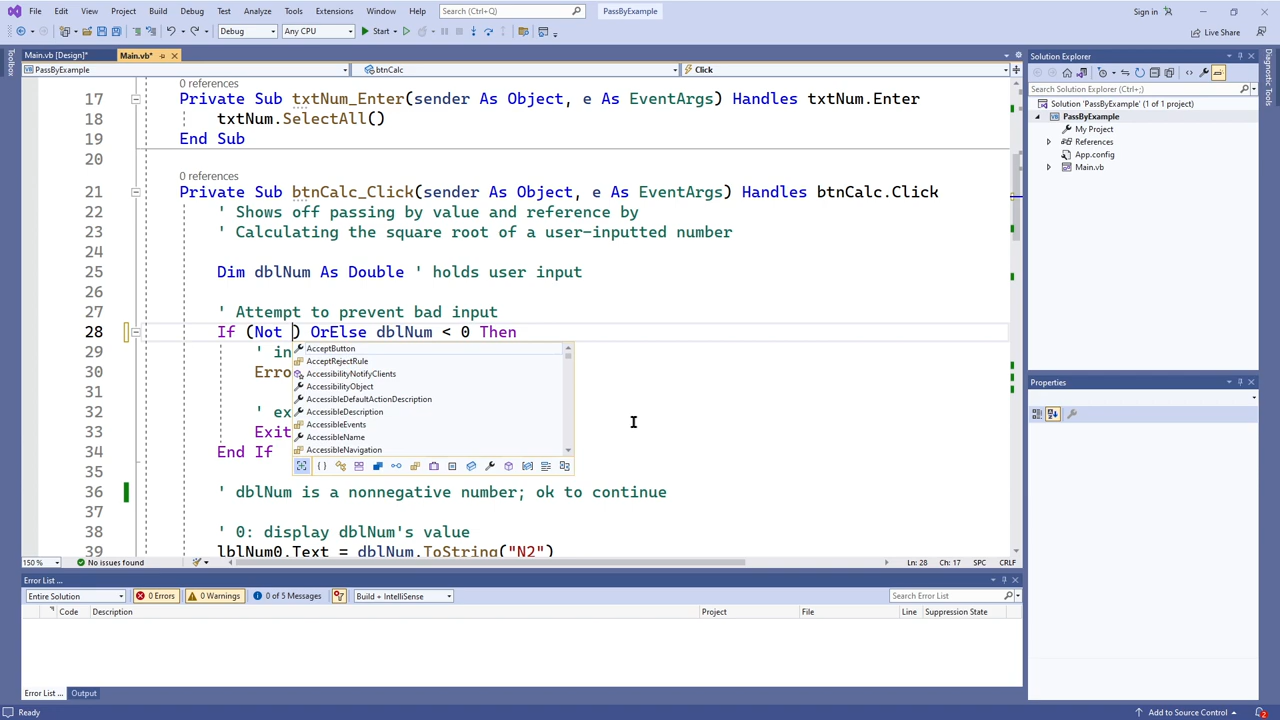 File Edit View Project Build Debug Test Analyze Tools Extensions Window Help Search (Ctrl+Q) PassByExample Sign in
Debug Any CPU Start Live Share
Toolbox
Main.vb [Design]* Main.vb*
PassByExample btnCalc Click
0 references
17 Private Sub txtNum_Enter(sender As Object, e As EventArgs) Handles txtNum.Enter
18 txtNum.SelectAll()
19 End Sub
20
0 references
21 Private Sub btnCalc_Click(sender As Object, e As EventArgs) Handles btnCalc.Click
22 ' Shows off passing by value and reference by
23 ' Calculating the square root of a user-inputted number
24
25 Dim dblNum As Double ' holds user input
26
27 ' Attempt to prevent bad input
28 If (Not ) OrElse dblNum < 0 Then
29 ' in
30 Erro
31
32 ' ex
33 Exit
34 End If
35
36 ' dblNum is a nonnegative number; ok to continue
37
38 ' 0: display dblNum's value
39 lblNum0.Text = dblNum.ToString("N2")
AcceptButton
AcceptRejectRule
AccessibilityNotifyClients
AccessibilityObject
AccessibleDefaultActionDescription
AccessibleDescription
AccessibleEvents
AccessibleName
AccessibleNavigation
150 % No issues found Ln: 28 Ch: 17 SPC CRLF
Error List ...
Entire Solution 0 Errors 0 Warnings 0 of 5 Messages Build + IntelliSense Search Error List
Code Description Project File Line Suppression State
Error List ... Output
Solution Explorer
Search Solution Explorer (Ctrl+;)
Solution 'PassByExample' (1 of 1 project)
PassByExample
My Project
References
App.config
Main.vb
Properties
Diagnostic Tools
Ready Add to Source Control 2